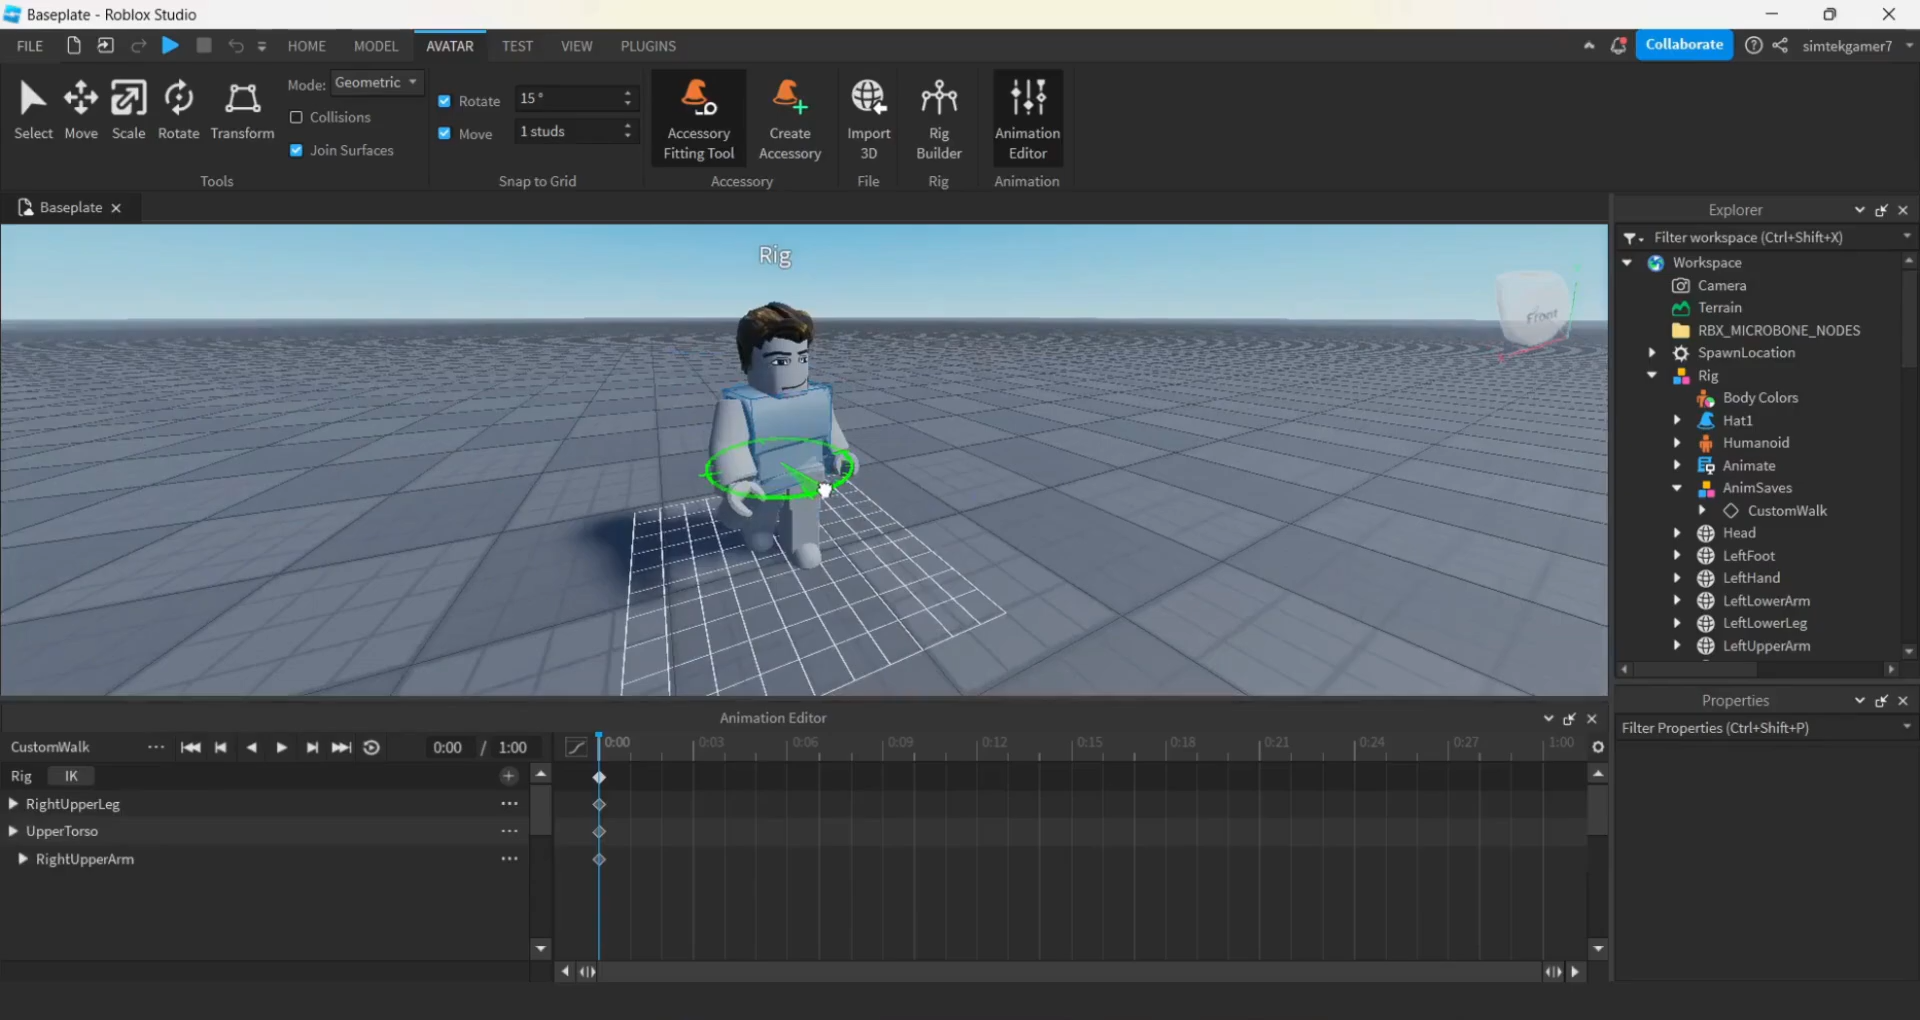 Baseplate - Roblox Studio
FILE HOME MODEL AVATAR TEST VIEW PLUGINS Collaborate simtekgamer7
Select Move Scale Rotate Transform
Mode: Geometric
Collisions
Join Surfaces
Tools
Rotate 15 °
Move 1 studs
Snap to Grid
Accessory
Fitting Tool
Create
Accessory
Accessory
Import
3D
File
Rig
Builder
Rig
Animation
Editor
Animation
Baseplate
Rig
Front
Explorer
Filter workspace (Ctrl+Shift+X)
Workspace
Camera
Terrain
RBX_MICROBONE_NODES
SpawnLocation
Rig
Body Colors
Hat1
Humanoid
Animate
AnimSaves
CustomWalk
Head
LeftFoot
LeftHand
LeftLowerArm
LeftLowerLeg
LeftUpperArm
Properties
Filter Properties (Ctrl+Shift+P)
Animation Editor
CustomWalk 0:00 / 1:00
0:00 0:03 0:06 0:09 0:12 0:15 0:18 0:21 0:24 0:27 1:00
Rig IK
RightUpperLeg
UpperTorso
RightUpperArm